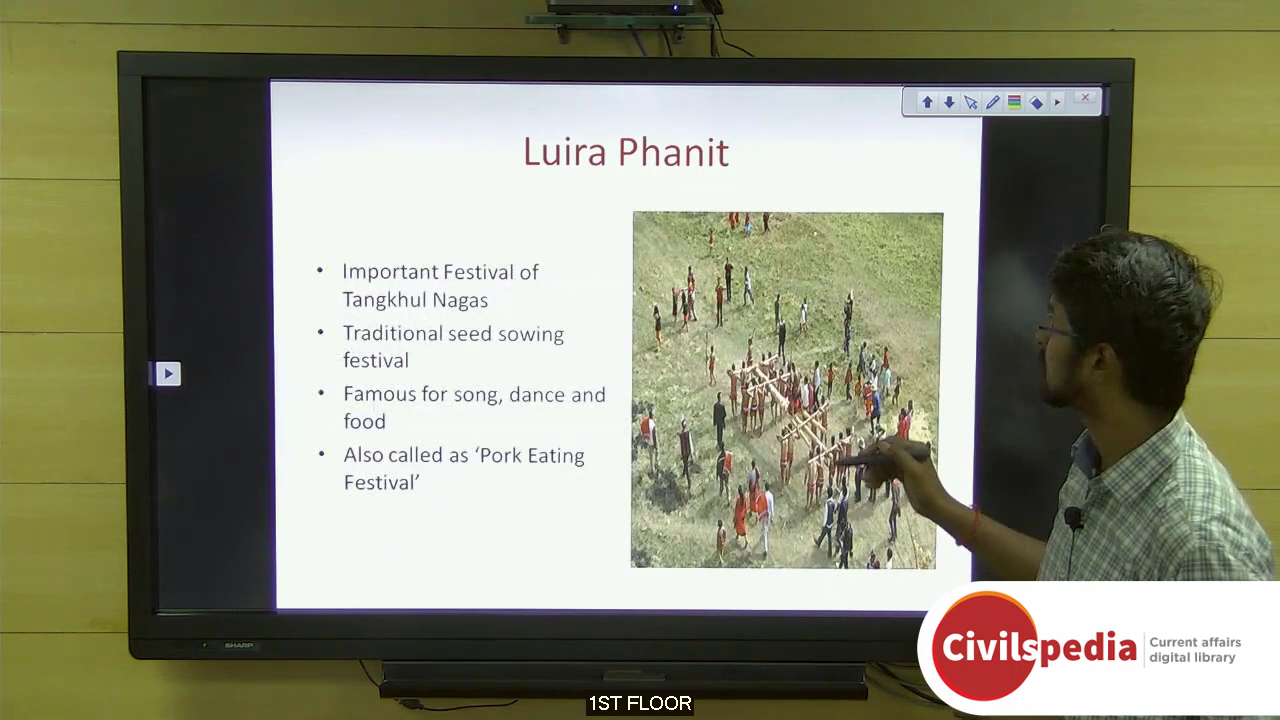 Luira Phanit
• Important Festival of
Tangkhul Nagas
• Traditional seed sowing
festival
• Famous for song, dance and
food
• Also called as ‘Pork Eating
Festival’
SHARP
Civilspedia
Current affairs
digital library
1ST FLOOR